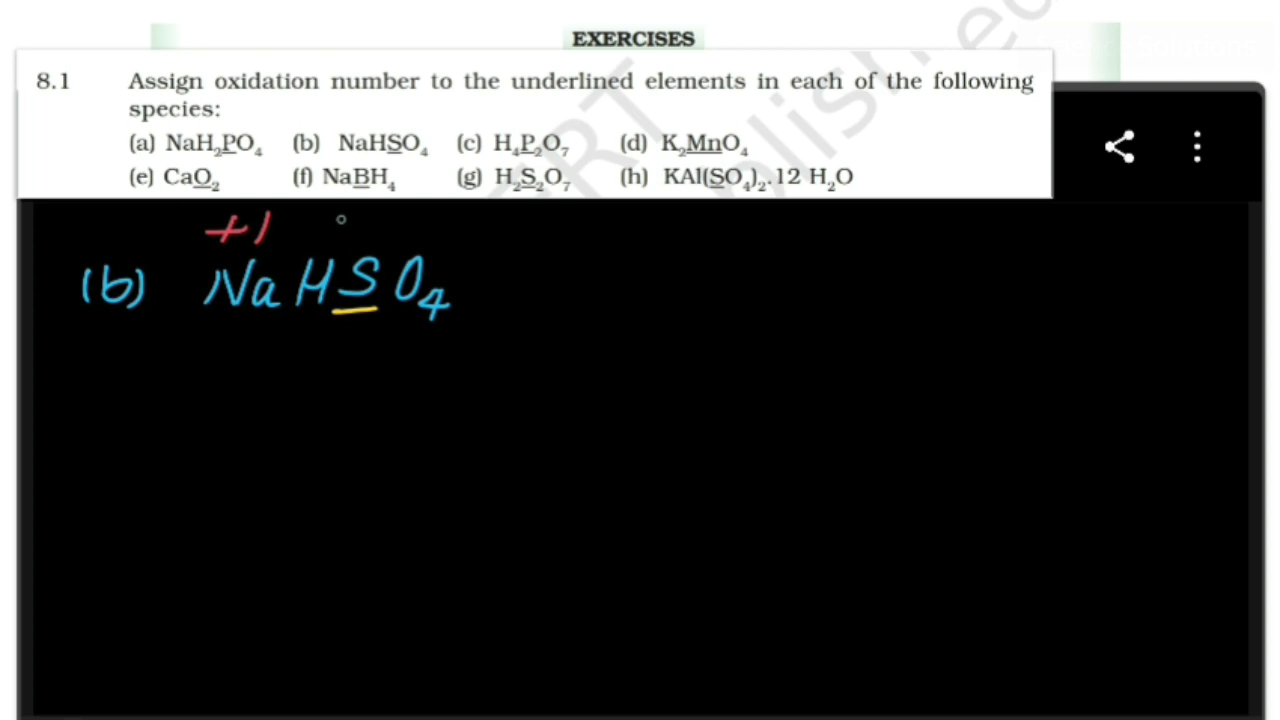 EXERCISES
8.1 Assign oxidation number to the underlined elements in each of the following
species:
(a) NaH₂PO₄ (b) NaHSO₄ (c) H₄P₂O₇ (d) K₂MnO₄
(e) CaO₂ (f) NaBH₄ (g) H₂S₂O₇ (h) KAl(SO₄)₂.12 H₂O
+1
(b) NaHSO₄